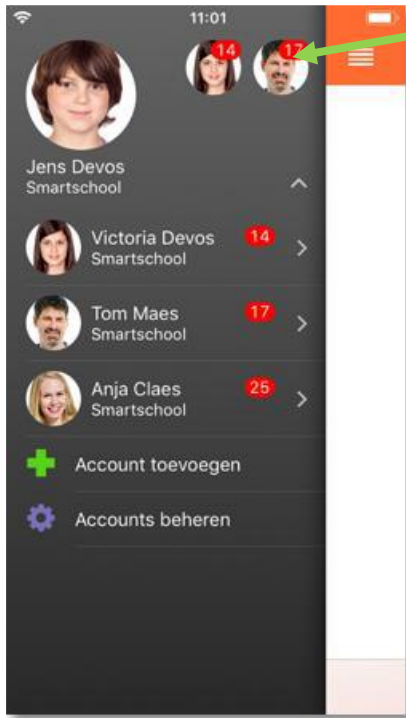 11:01
14
17
Jens Devos
Smartschool
Victoria Devos 14
Smartschool
Tom Maes 17
Smartschool
Anja Claes 25
Smartschool
Account toevoegen
Accounts beheren